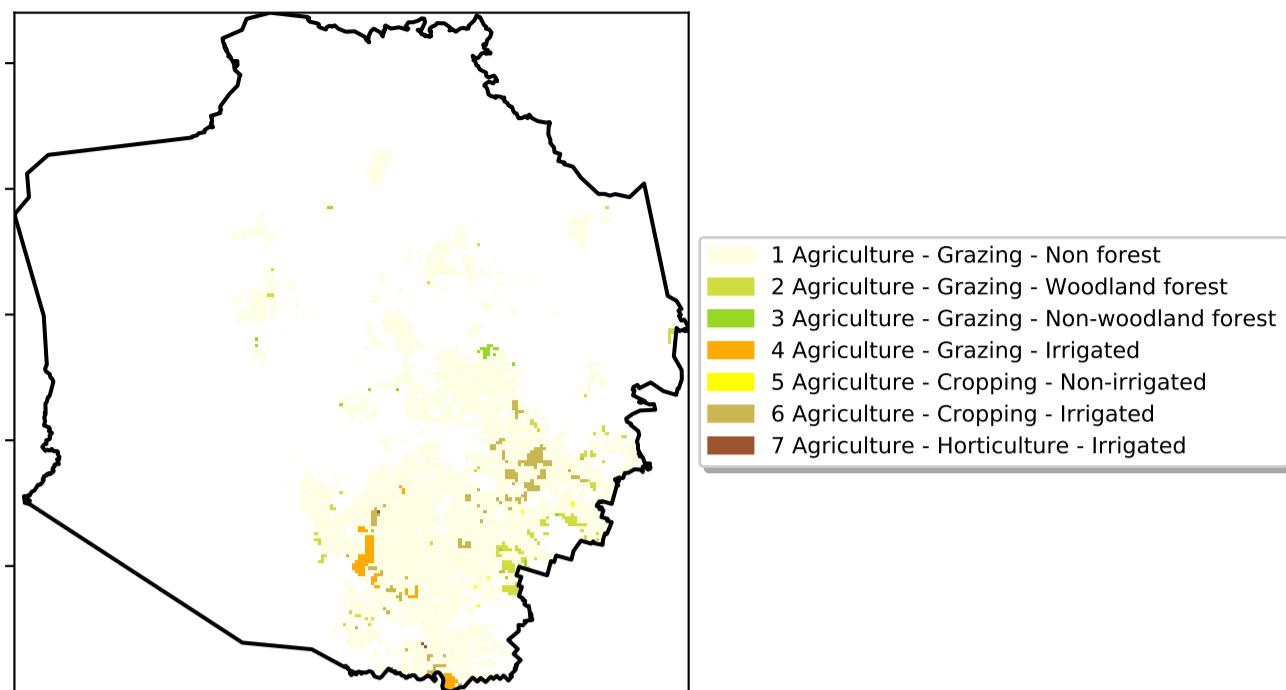 1 Agriculture - Grazing - Non forest
2 Agriculture - Grazing - Woodland forest
3 Agriculture - Grazing - Non-woodland forest
4 Agriculture - Grazing - Irrigated
5 Agriculture - Cropping - Non-irrigated
6 Agriculture - Cropping - Irrigated
7 Agriculture - Horticulture - Irrigated